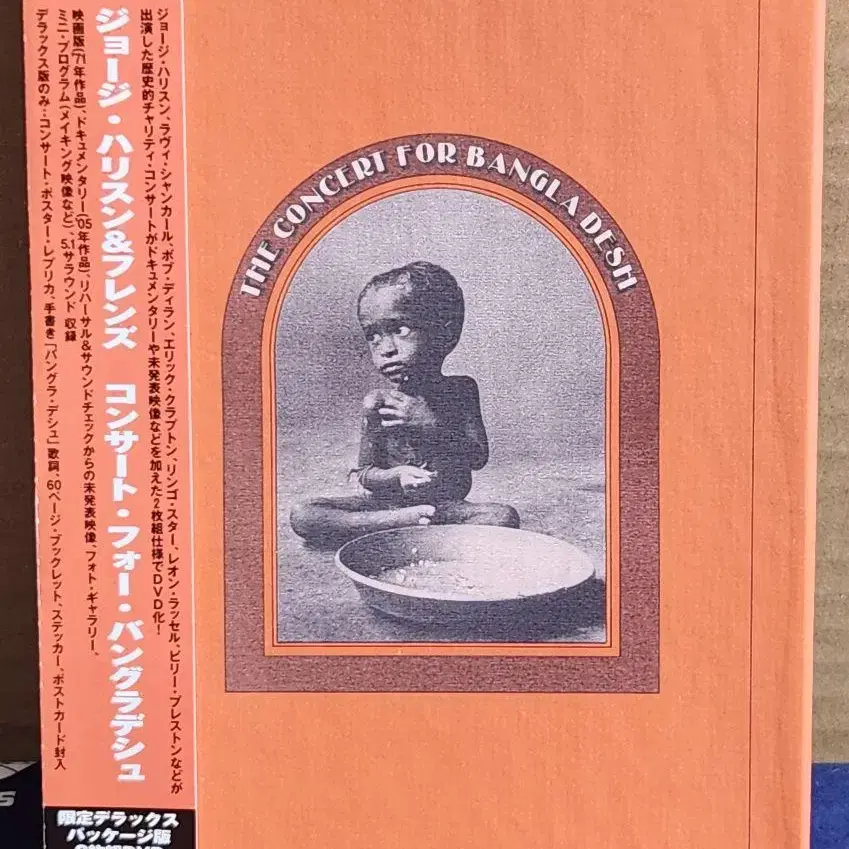 ジョージ・ハリスン、ラヴィ・シャンカール、ボブ・ディラン、エリック・クラプトン、リンゴ・スター、レオン・ラッセル、ビリー・プレストンなどが
出演した歴史的チャリティ・コンサートがドキュメンタリーや未発表映像などを加えた2枚組仕様でDVD化!
ジョージ・ハリスン&フレンズ コンサート・フォー・バングラデシュ
映画版('71年作品)、ドキュメンタリー('05年作品)、リハーサル&サウンドチェックからの未発表映像、フォト・ギャラリー、
ミニ・プログラム(メイキング映像など)、5.1サラウンド 収録
デラックス版のみ:コンサート・ポスター・レプリカ、手書き「バングラ・デシュ」歌詞、60ページ・ブックレット、ステッカー、ポストカード封入
限定デラックス
パッケージ版
THE CONCERT FOR BANGLA DESH